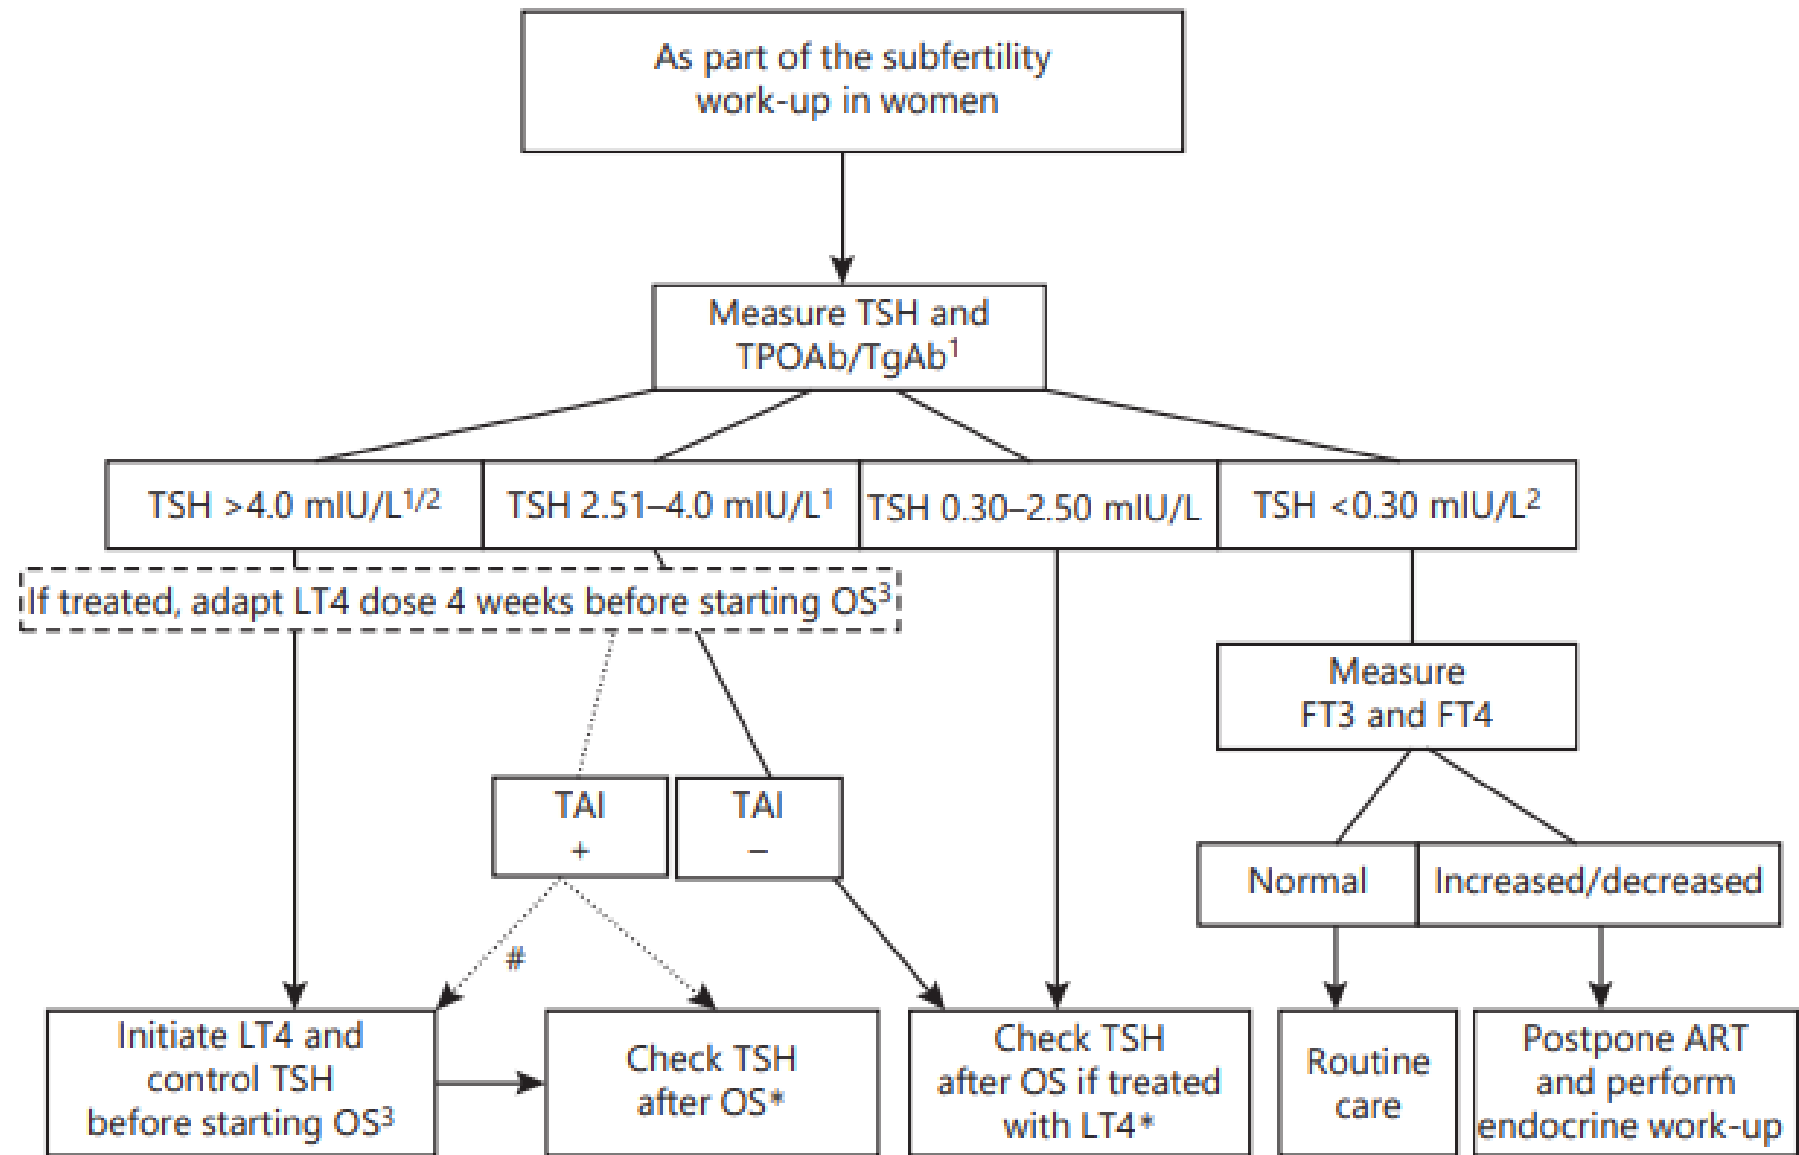 As part of the subfertility
work-up in women
Measure TSH and
TPOAb/TgAb¹
TSH >4.0 mIU/L¹/²
TSH 2.51–4.0 mIU/L¹
TSH 0.30–2.50 mIU/L
TSH <0.30 mIU/L²
If treated, adapt LT4 dose 4 weeks before starting OS³
Measure
FT3 and FT4
TAI
+
TAI
–
Normal
Increased/decreased
#
Initiate LT4 and
control TSH
before starting OS³
Check TSH
after OS*
Check TSH
after OS if treated
with LT4*
Routine
care
Postpone ART
and perform
endocrine work-up